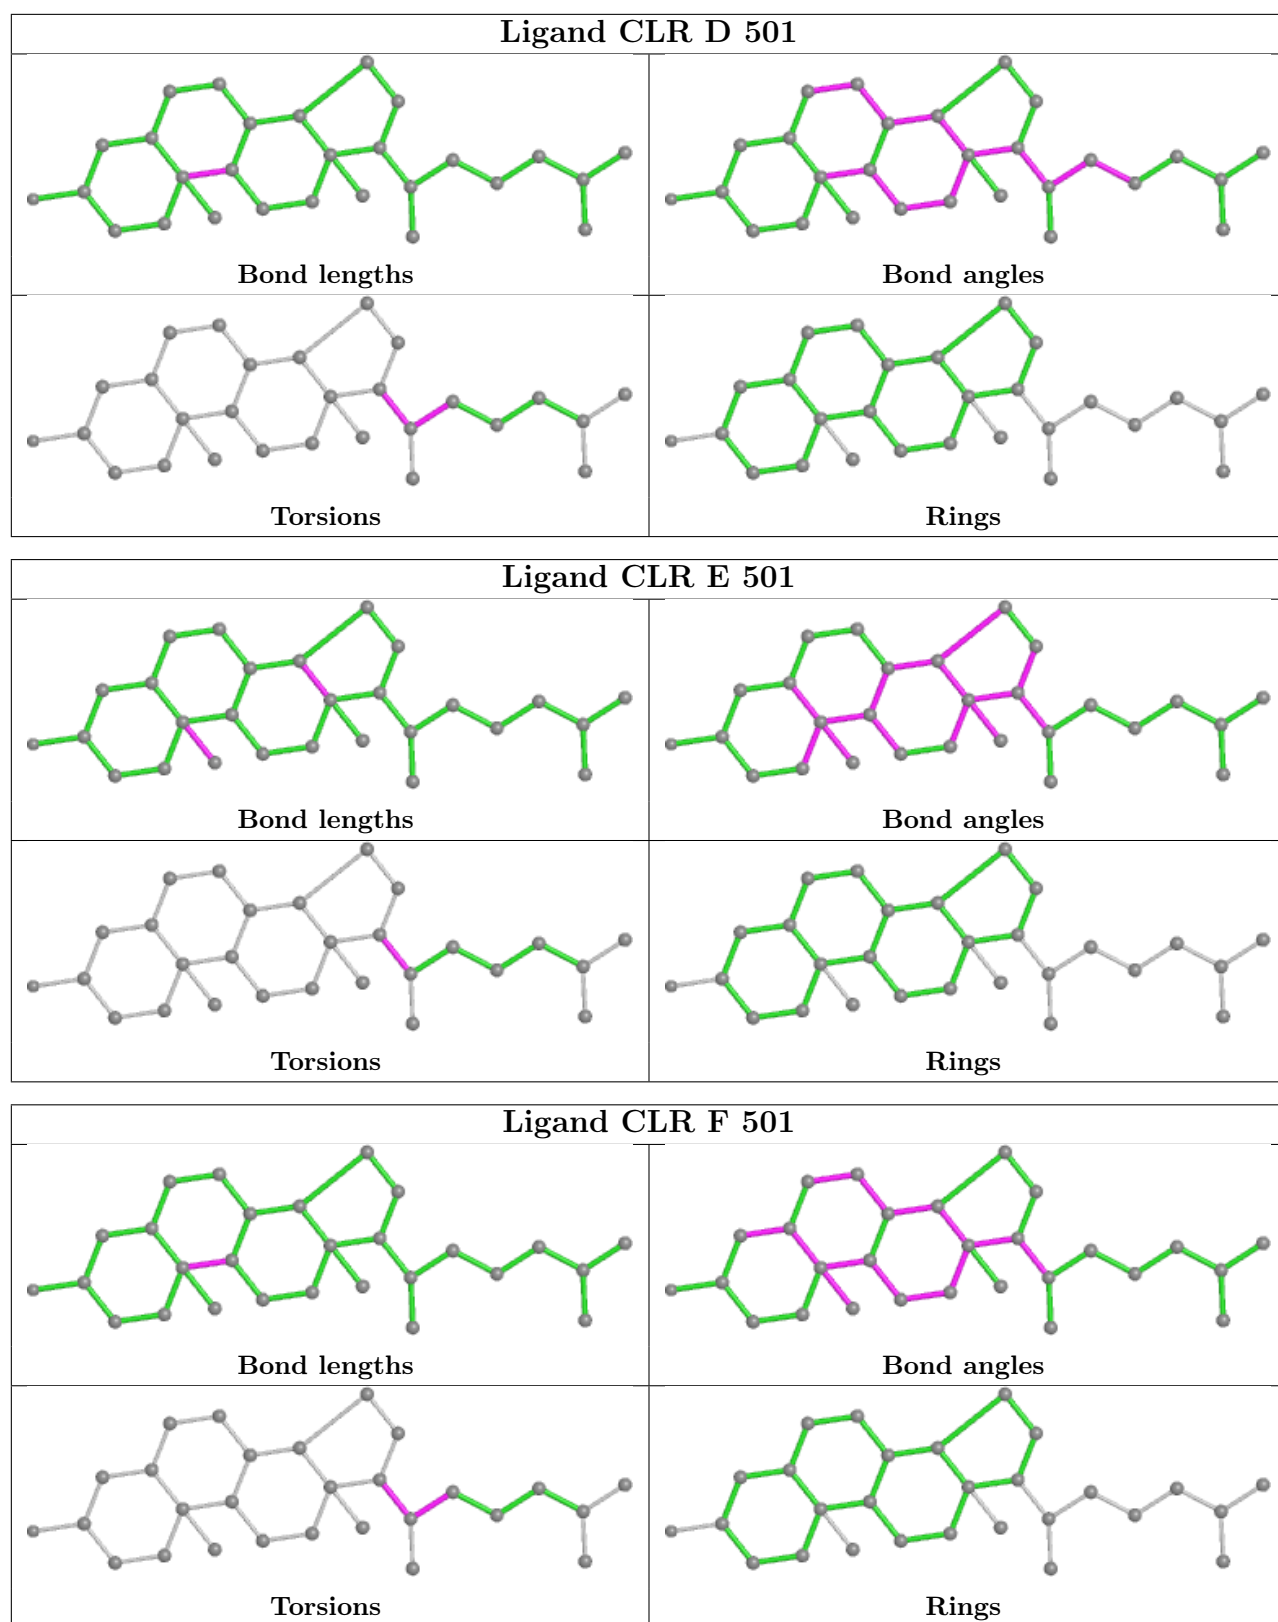 Ligand CLR D 501
Bond lengths
Bond angles
Torsions
Rings
Ligand CLR E 501
Bond lengths
Bond angles
Torsions
Rings
Ligand CLR F 501
Bond lengths
Bond angles
Torsions
Rings